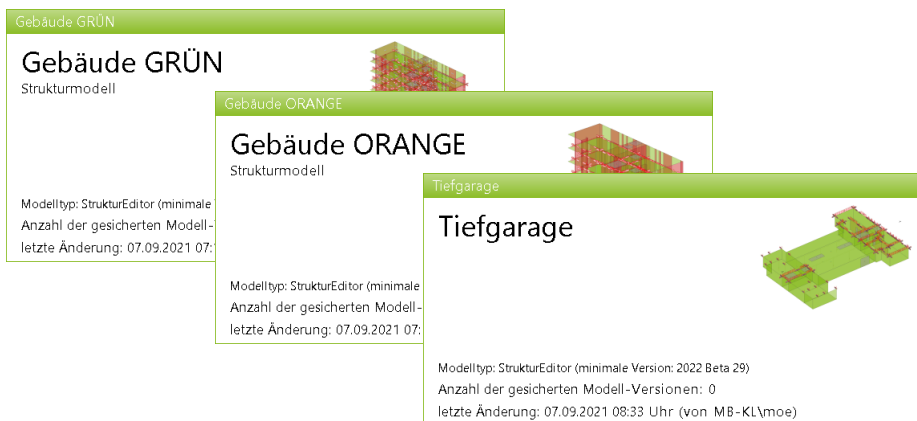 Gebäude GRÜN
Gebäude GRÜN
Strukturmodell
Modelltyp: StrukturEditor (minimale
Anzahl der gesicherten Modell-
letzte Änderung: 07.09.2021 07:
Gebäude ORANGE
Gebäude ORANGE
Strukturmodell
Modelltyp: StrukturEditor (minimale
Anzahl der gesicherten Modell-
letzte Änderung: 07.09.2021 07:
Tiefgarage
Tiefgarage
Modelltyp: StrukturEditor (minimale Version: 2022 Beta 29)
Anzahl der gesicherten Modell-Versionen: 0
letzte Änderung: 07.09.2021 08:33 Uhr (von MB-KL\moe)